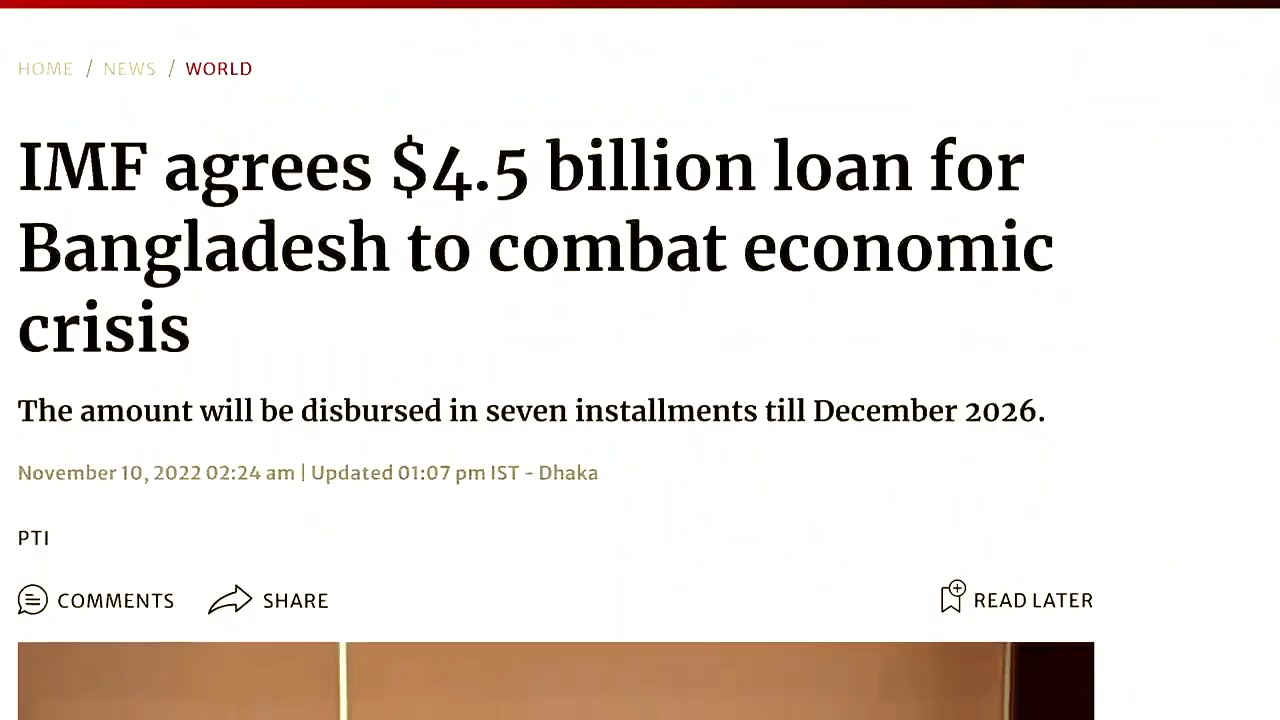 HOME / NEWS / WORLD
IMF agrees $4.5 billion loan for
Bangladesh to combat economic
crisis
The amount will be disbursed in seven installments till December 2026.
November 10, 2022 02:24 am | Updated 01:07 pm IST - Dhaka
PTI
COMMENTS SHARE READ LATER